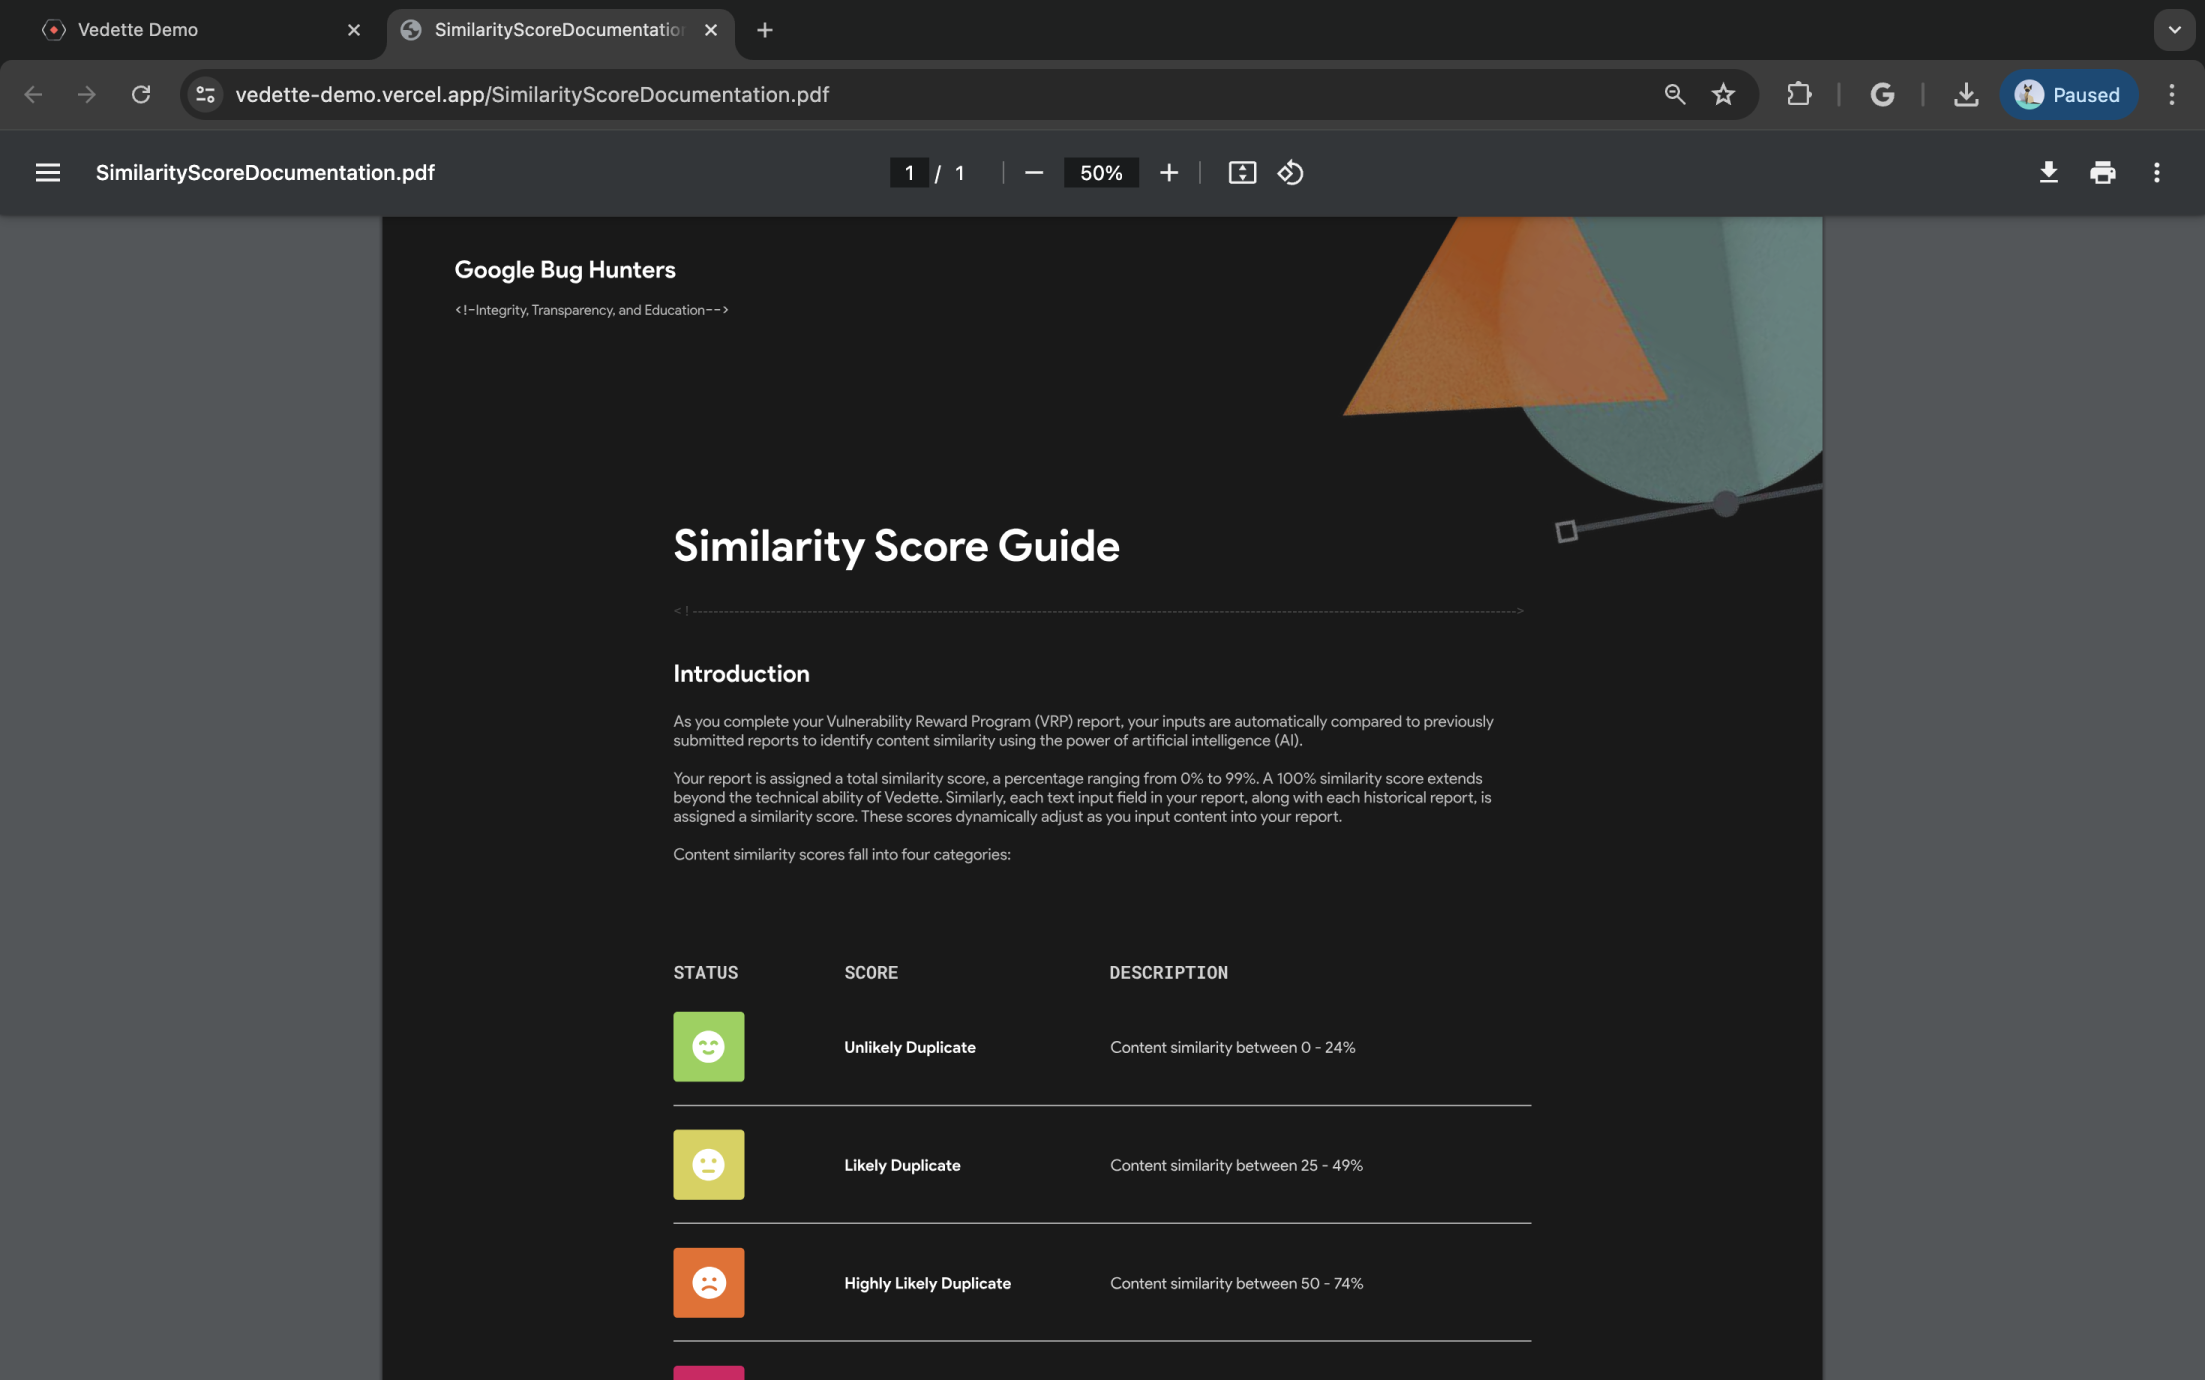 Vedette Demo
SimilarityScoreDocumentatio
vedette-demo.vercel.app/SimilarityScoreDocumentation.pdf
Paused
SimilarityScoreDocumentation.pdf
1 / 1
50%
Google Bug Hunters
<!-Integrity, Transparency, and Education-->
Similarity Score Guide
Introduction
As you complete your Vulnerability Reward Program (VRP) report, your inputs are automatically compared to previously
submitted reports to identify content similarity using the power of artificial intelligence (AI).
Your report is assigned a total similarity score, a percentage ranging from 0% to 99%. A 100% similarity score extends
beyond the technical ability of Vedette. Similarly, each text input field in your report, along with each historical report, is
assigned a similarity score. These scores dynamically adjust as you input content into your report.
Content similarity scores fall into four categories:
STATUS SCORE DESCRIPTION
Unlikely Duplicate Content similarity between 0 - 24%
Likely Duplicate Content similarity between 25 - 49%
Highly Likely Duplicate Content similarity between 50 - 74%